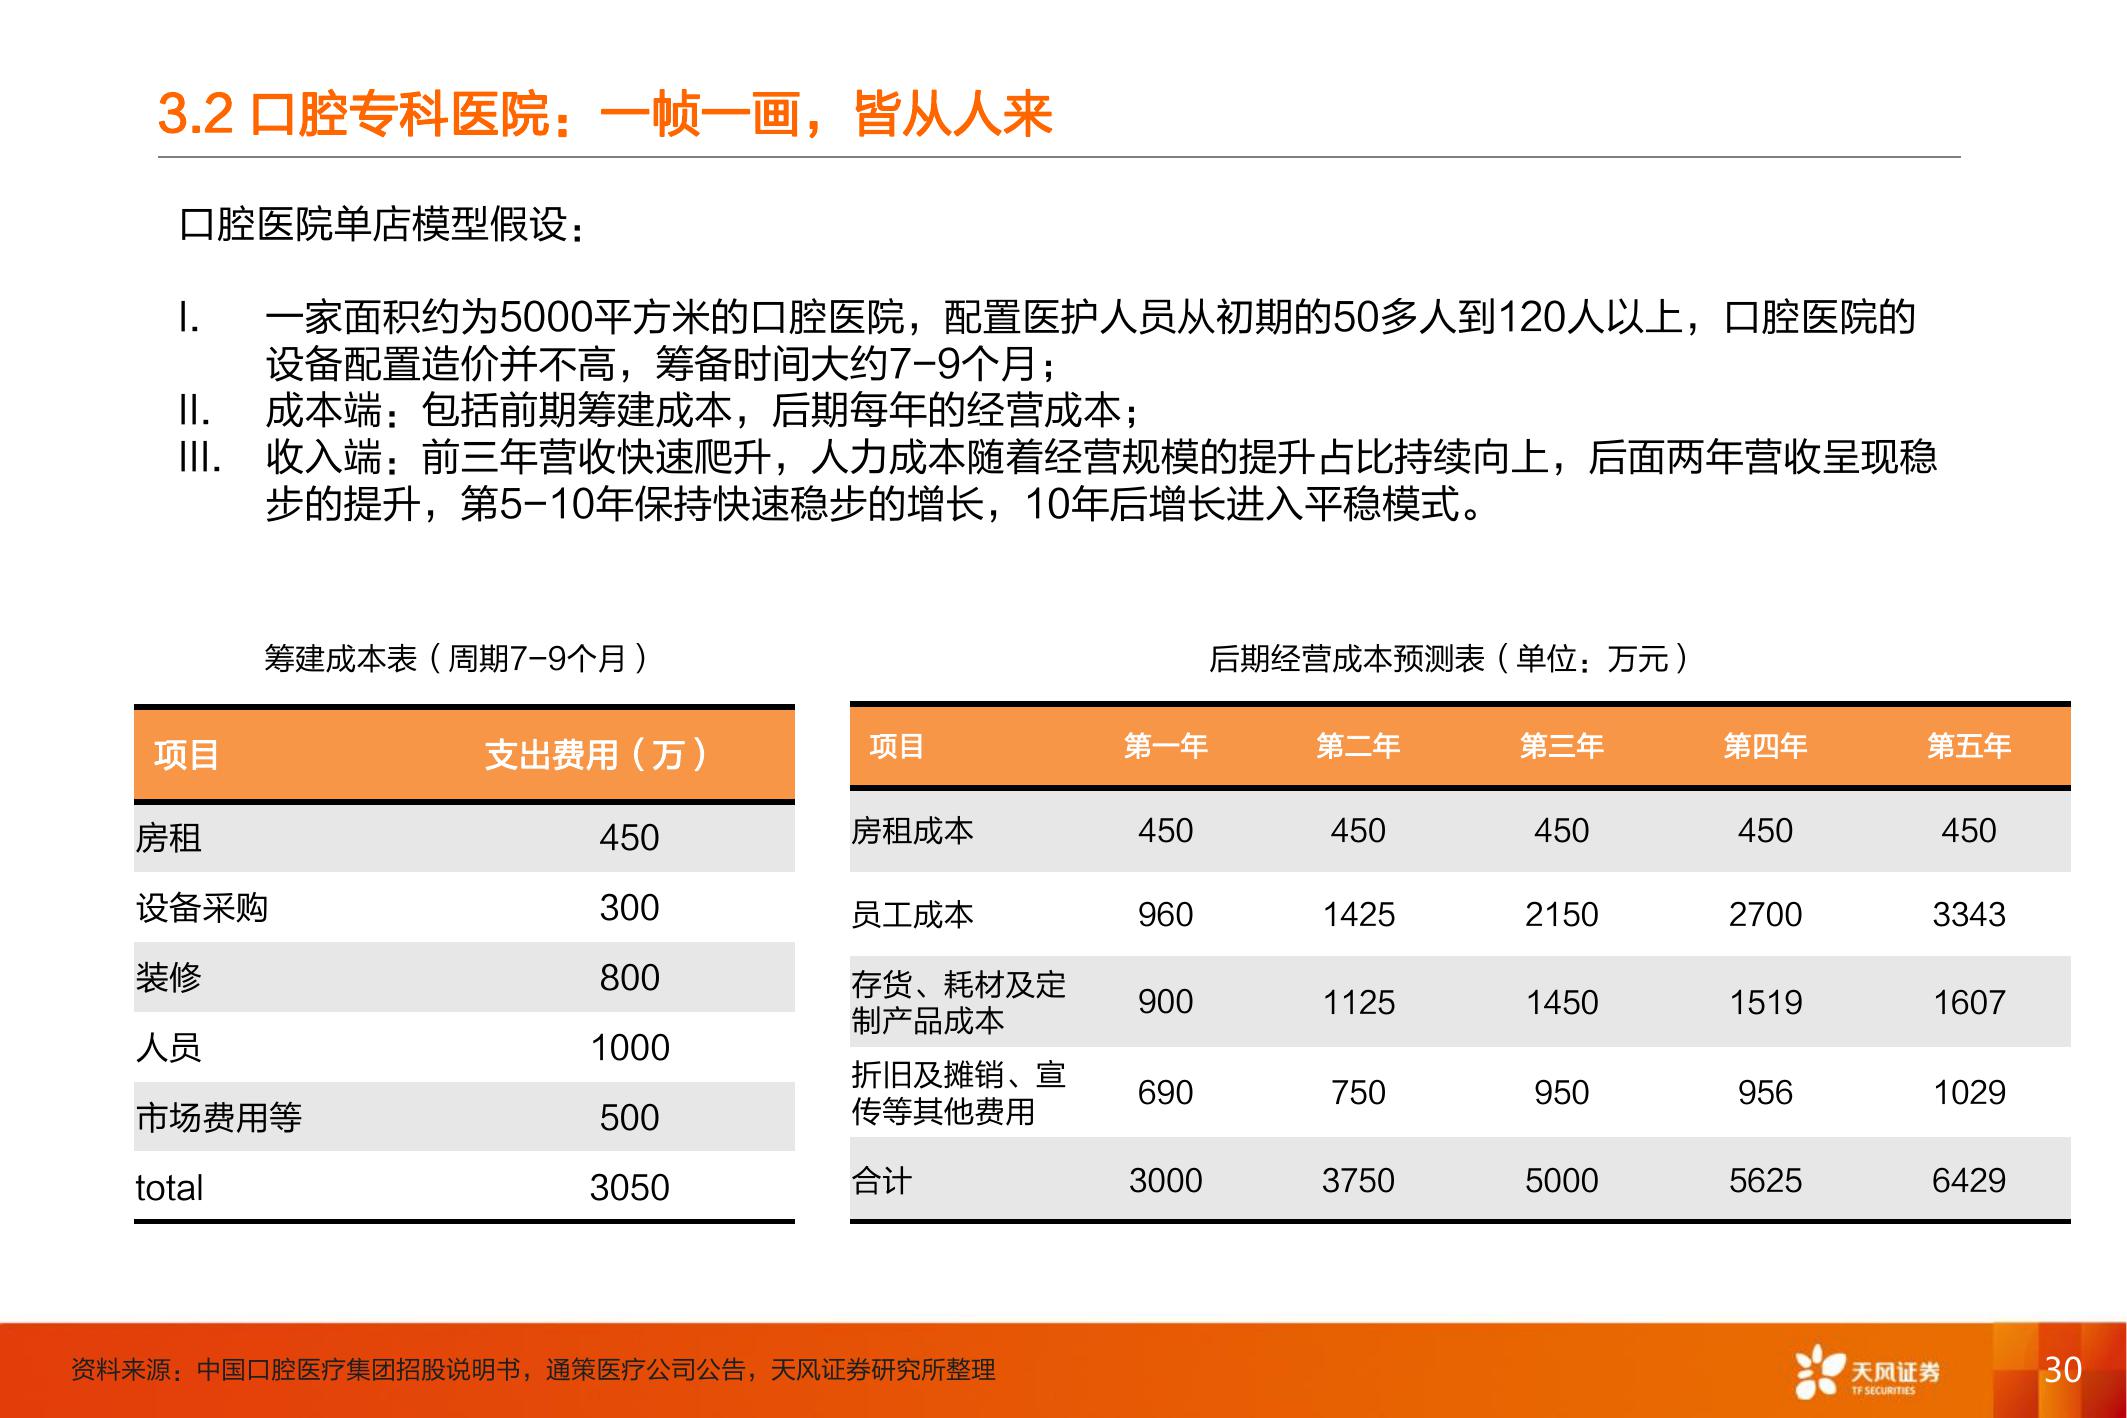 3.2 口腔专科医院：一帧一画，皆从人来
口腔医院单店模型假设：
I. 一家面积约为5000平方米的口腔医院，配置医护人员从初期的50多人到120人以上，口腔医院的
设备配置造价并不高，筹备时间大约7-9个月；
II. 成本端：包括前期筹建成本，后期每年的经营成本；
III. 收入端：前三年营收快速爬升，人力成本随着经营规模的提升占比持续向上，后面两年营收呈现稳
步的提升，第5-10年保持快速稳步的增长，10年后增长进入平稳模式。
筹建成本表（周期7-9个月）
项目 支出费用（万）
房租 450
设备采购 300
装修 800
人员 1000
市场费用等 500
total 3050
后期经营成本预测表（单位：万元）
项目 第一年 第二年 第三年 第四年 第五年
房租成本 450 450 450 450 450
员工成本 960 1425 2150 2700 3343
存货、耗材及定
制产品成本 900 1125 1450 1519 1607
折旧及摊销、宣
传等其他费用 690 750 950 956 1029
合计 3000 3750 5000 5625 6429
资料来源：中国口腔医疗集团招股说明书，通策医疗公司公告，天风证券研究所整理
天风证券
TF SECURITIES
30